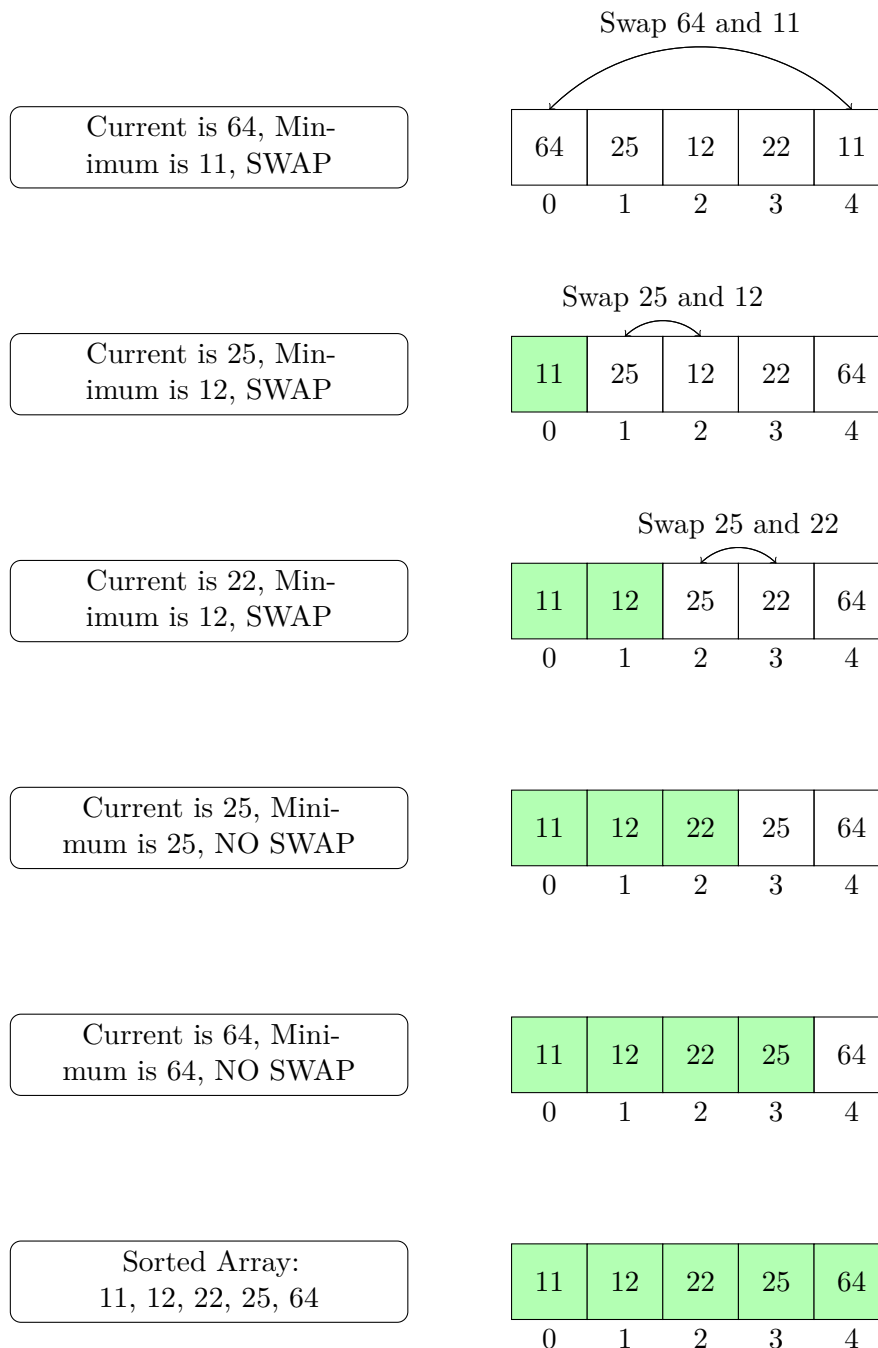 Swap 64 and 11
Current is 64, Min-
imum is 11, SWAP
64 25 12 22 11
0 1 2 3 4
Swap 25 and 12
Current is 25, Min-
imum is 12, SWAP
11 25 12 22 64
0 1 2 3 4
Swap 25 and 22
Current is 22, Min-
imum is 12, SWAP
11 12 25 22 64
0 1 2 3 4
Current is 25, Mini-
mum is 25, NO SWAP
11 12 22 25 64
0 1 2 3 4
Current is 64, Mini-
mum is 64, NO SWAP
11 12 22 25 64
0 1 2 3 4
Sorted Array:
11, 12, 22, 25, 64
11 12 22 25 64
0 1 2 3 4